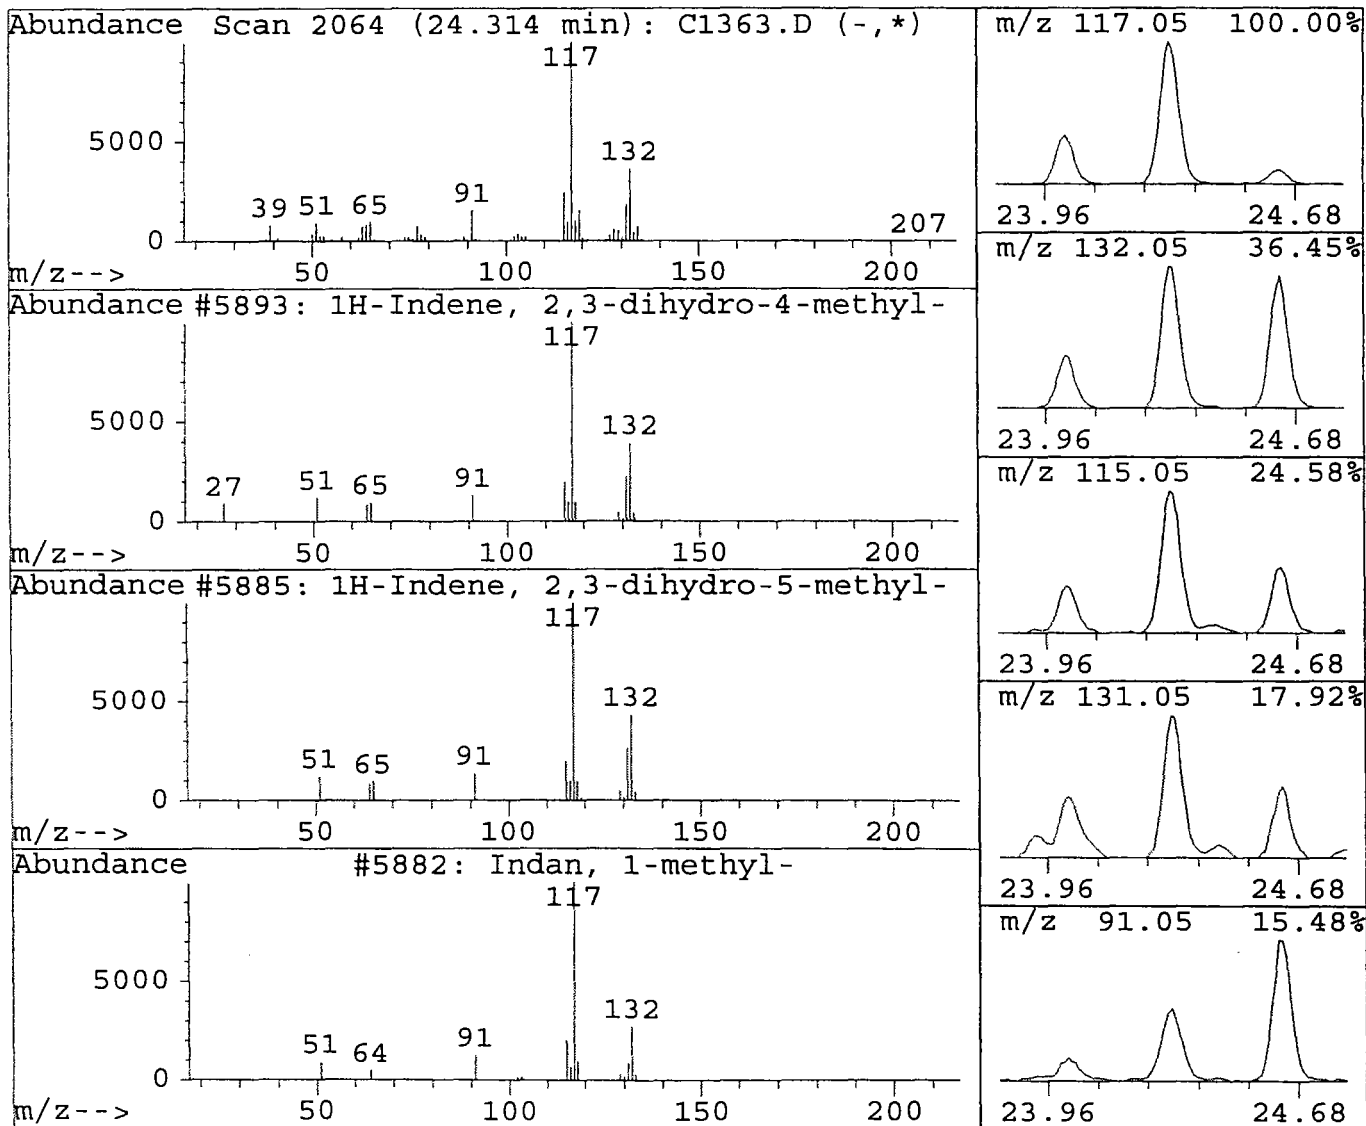 Abundance Scan 2064 (24.314 min): C1363.D (-,*)
117
5000
132
39 51 65 91
207
0
50 100 150 200
m/z-->
Abundance #5893: 1H-Indene, 2,3-dihydro-4-methyl-
117
5000
132
27 51 65 91
0
50 100 150 200
m/z-->
Abundance #5885: 1H-Indene, 2,3-dihydro-5-methyl-
117
5000
132
51 65 91
0
50 100 150 200
m/z-->
Abundance #5882: Indan, 1-methyl-
117
5000
132
51 64 91
0
50 100 150 200
m/z-->
m/z 117.05 100.00%
23.96 24.68
m/z 132.05 36.45%
23.96 24.68
m/z 115.05 24.58%
23.96 24.68
m/z 131.05 17.92%
23.96 24.68
m/z 91.05 15.48%
23.96 24.68